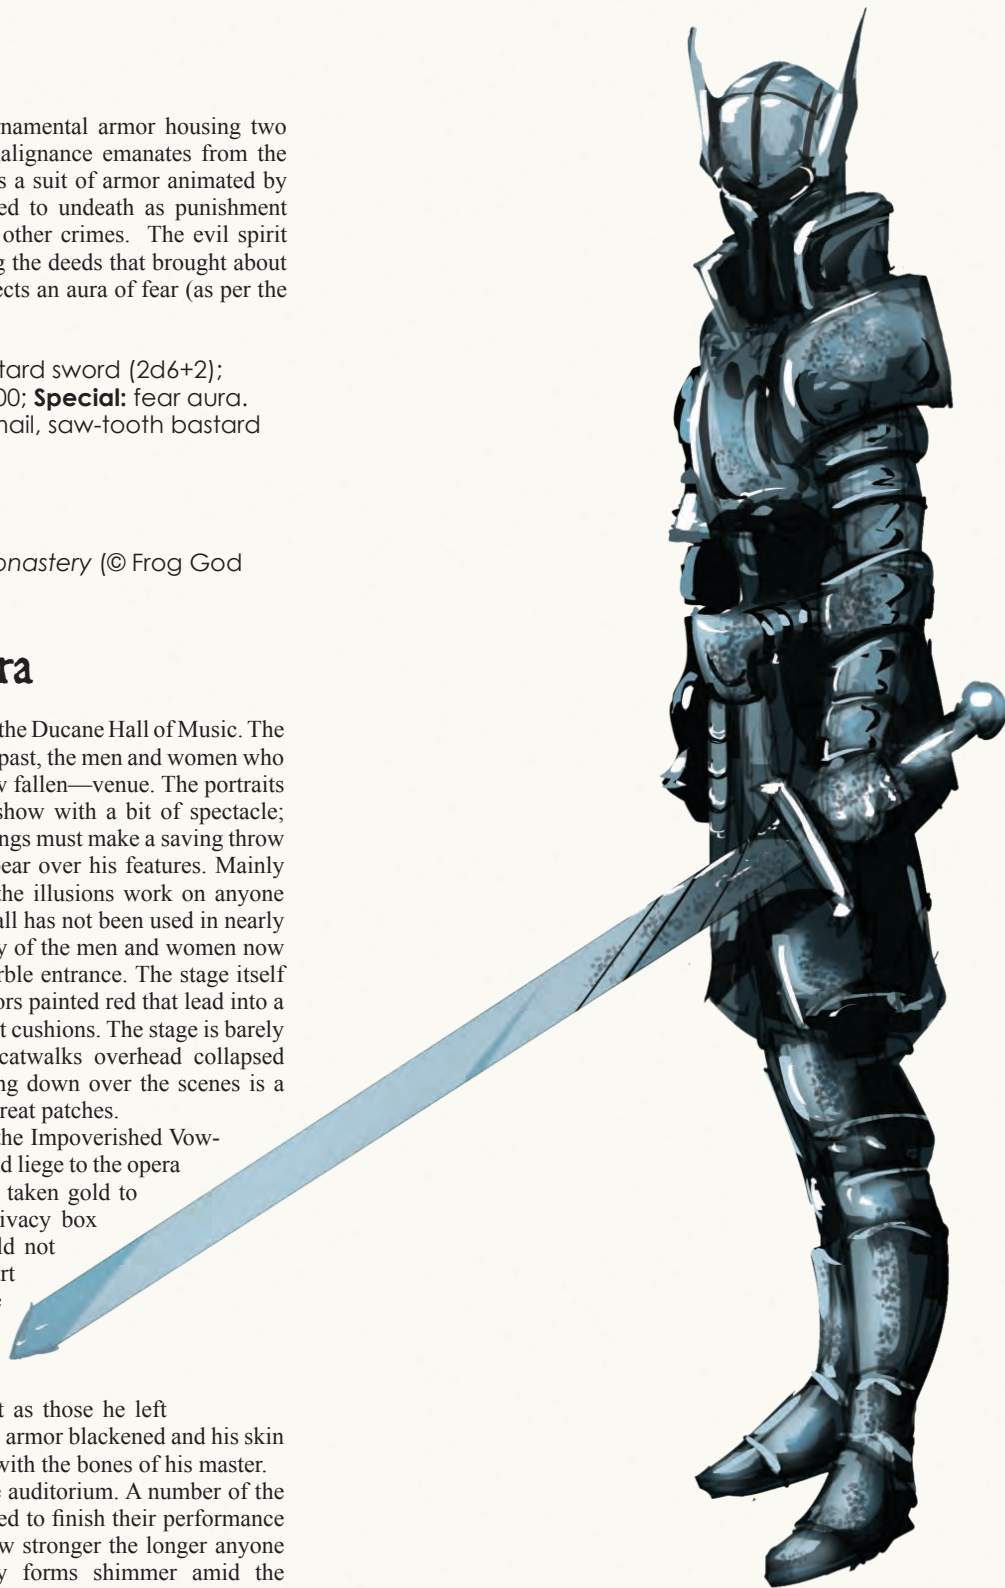 rnamental armor housing two
alignance emanates from the
s a suit of armor animated by
ed to undeath as punishment
other crimes. The evil spirit
g the deeds that brought about
ects an aura of fear (as per the
tard sword (2d6+2);
00; Special: fear aura.
nail, saw-tooth bastard
onastery (© Frog God
ra
the Ducane Hall of Music. The
past, the men and women who
w fallen—venue. The portraits
show with a bit of spectacle;
ngs must make a saving throw
pear over his features. Mainly
the illusions work on anyone
all has not been used in nearly
y of the men and women now
rble entrance. The stage itself
ors painted red that lead into a
t cushions. The stage is barely
catwalks overhead collapsed
ng down over the scenes is a
reat patches.
the Impoverished Vow-
d liege to the opera
taken gold to
ivacy box
ld not
rt
e
t as those he left
armor blackened and his skin
with the bones of his master.
e auditorium. A number of the
ed to finish their performance
w stronger the longer anyone
y forms shimmer amid the